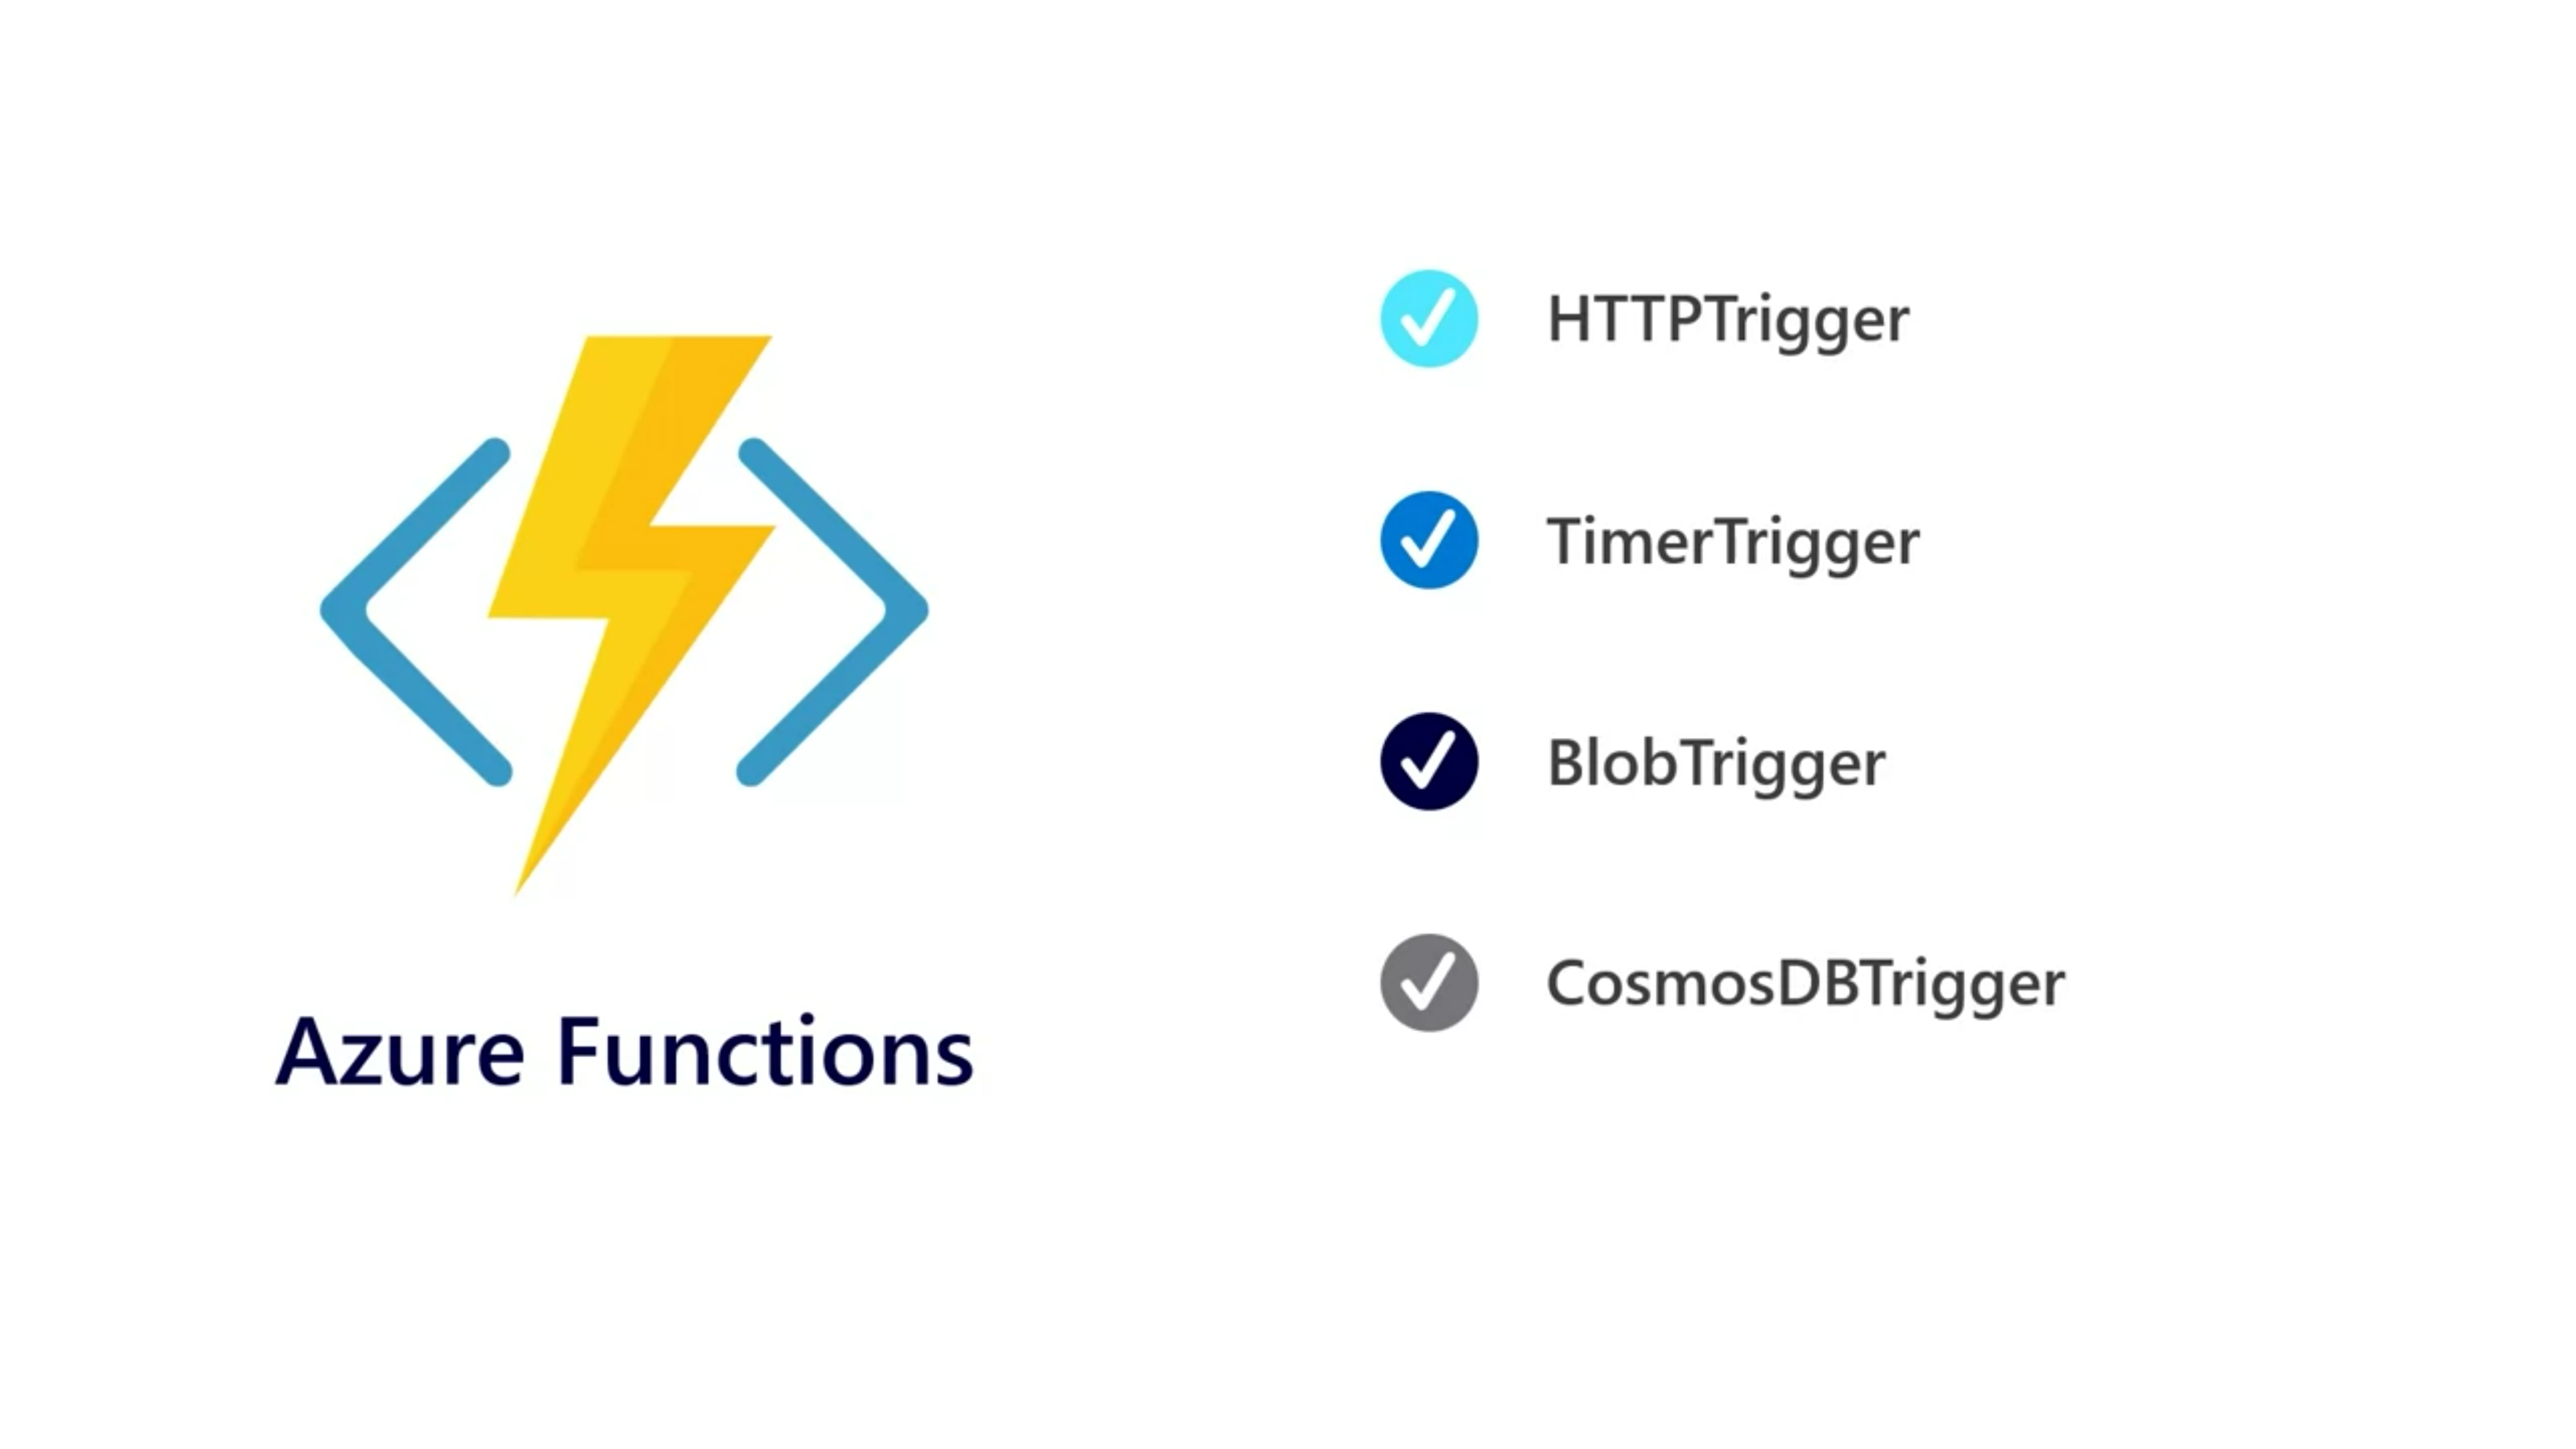 HTTPTrigger
TimerTrigger
BlobTrigger
CosmosDBTrigger
Azure Functions